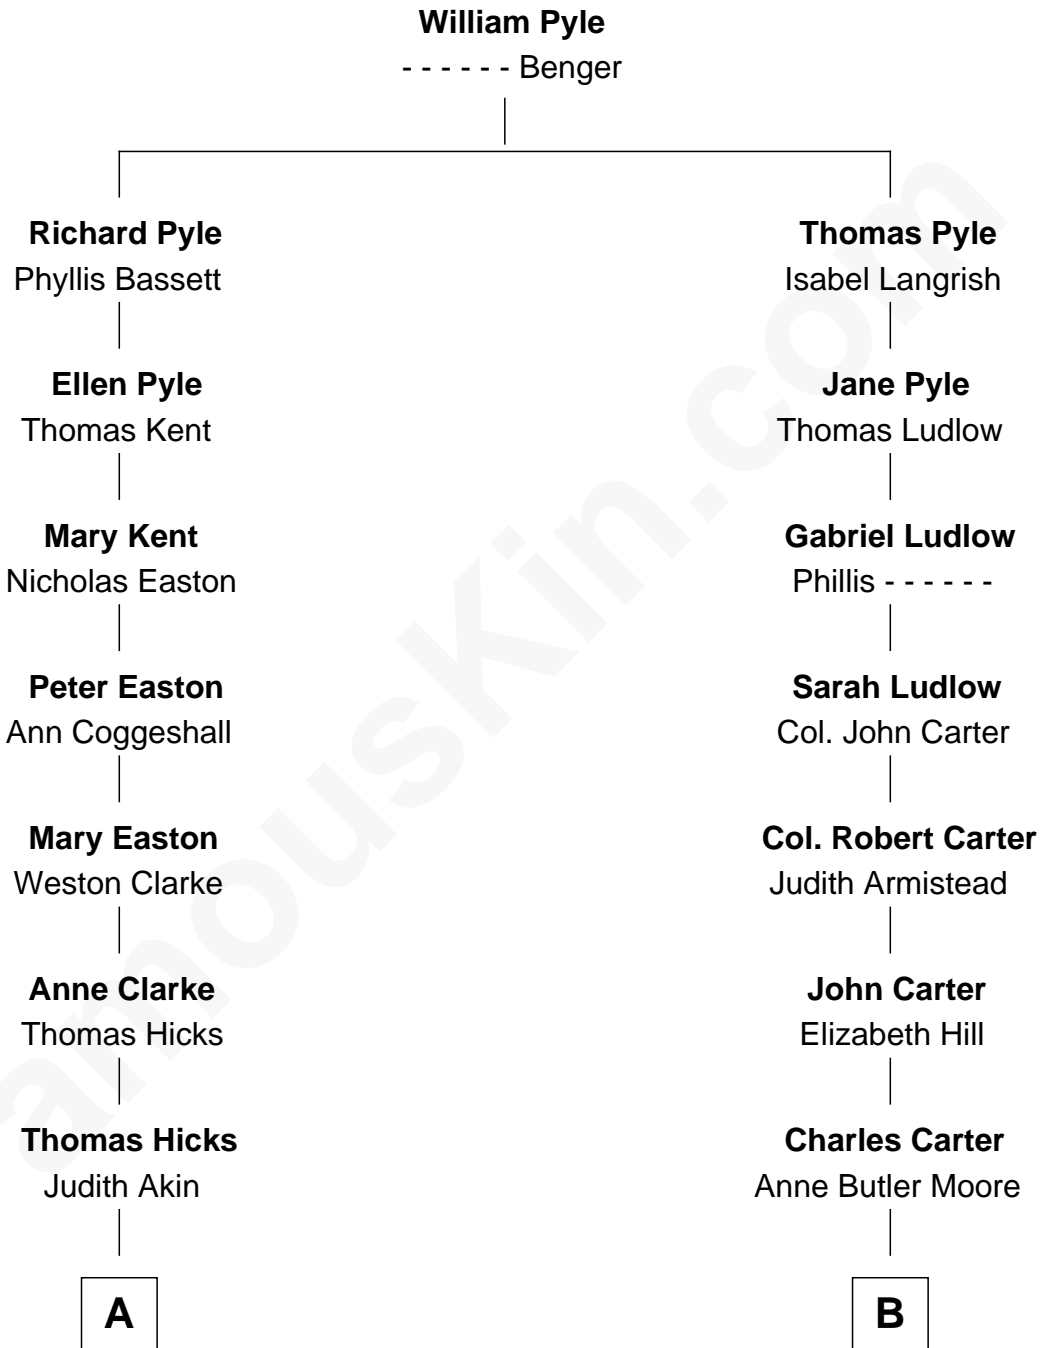 William Pyle
- - - - - - Benger
Richard Pyle
Phyllis Bassett
Thomas Pyle
Isabel Langrish
Ellen Pyle
Thomas Kent
Jane Pyle
Thomas Ludlow
Mary Kent
Nicholas Easton
Gabriel Ludlow
Phillis - - - - - -
Peter Easton
Ann Coggeshall
Sarah Ludlow
Col. John Carter
Mary Easton
Weston Clarke
Col. Robert Carter
Judith Armistead
Anne Clarke
Thomas Hicks
John Carter
Elizabeth Hill
Thomas Hicks
Judith Akin
Charles Carter
Anne Butler Moore
A
B
amouskin.com